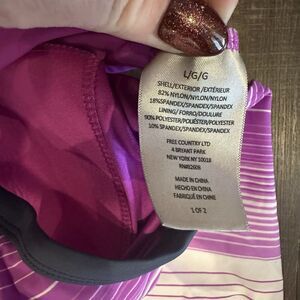 L/G/G
SHELL/EXTERIOR/EXTÉRIEUR
82% NYLON/NYLON/NYLON
18%SPANDEX/SPANDEX/SPANDEX
LINING/ FORRO/DOUBLURE
90% POLYESTER/POLIÉSTER/POLYESTER
10% SPANDEX/SPANDEX/SPANDEX
FREE COUNTRY LTD
4 BRYANT PARK
NEW YORK NY 10018
MADE IN CHINA
HECHO EN CHINA
FABRIQUÉ EN CHINE
1 OF 2